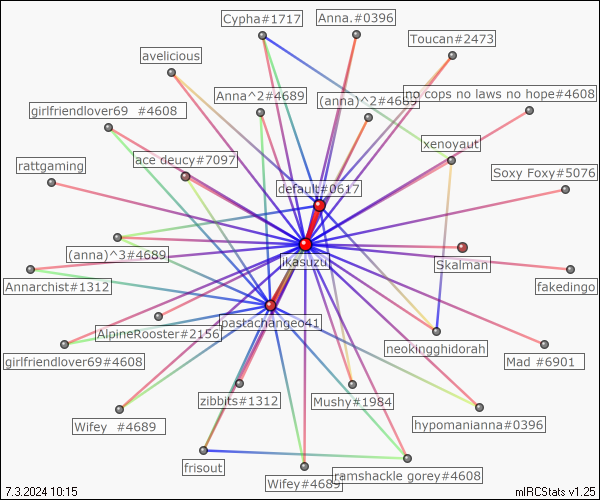 Cypha#1717
Anna.#0396
Toucan#2473
avelicious
Anna^2#4689
(anna)^2#4689
no cops no laws no hope#4608
girlfriendlover69 #4608
xenoyaut
ace deucy#7097
rattgaming
Soxy Foxy#5076
default#0617
(anna)^3#4689
likasuzu
Skalman
Annarchist#1312
fakedingo
pastachangeo41
AlpineRooster#2156
neokingghidorah
girlfriendlover69#4608
Mad #6901
zibbits#1312
Mushy#1984
Wifey #4689
hypomanianna#0396
frisout
Wifey#4689
ramshackle gorey#4608
7.3.2024 10:15
mIRCStats v1.25